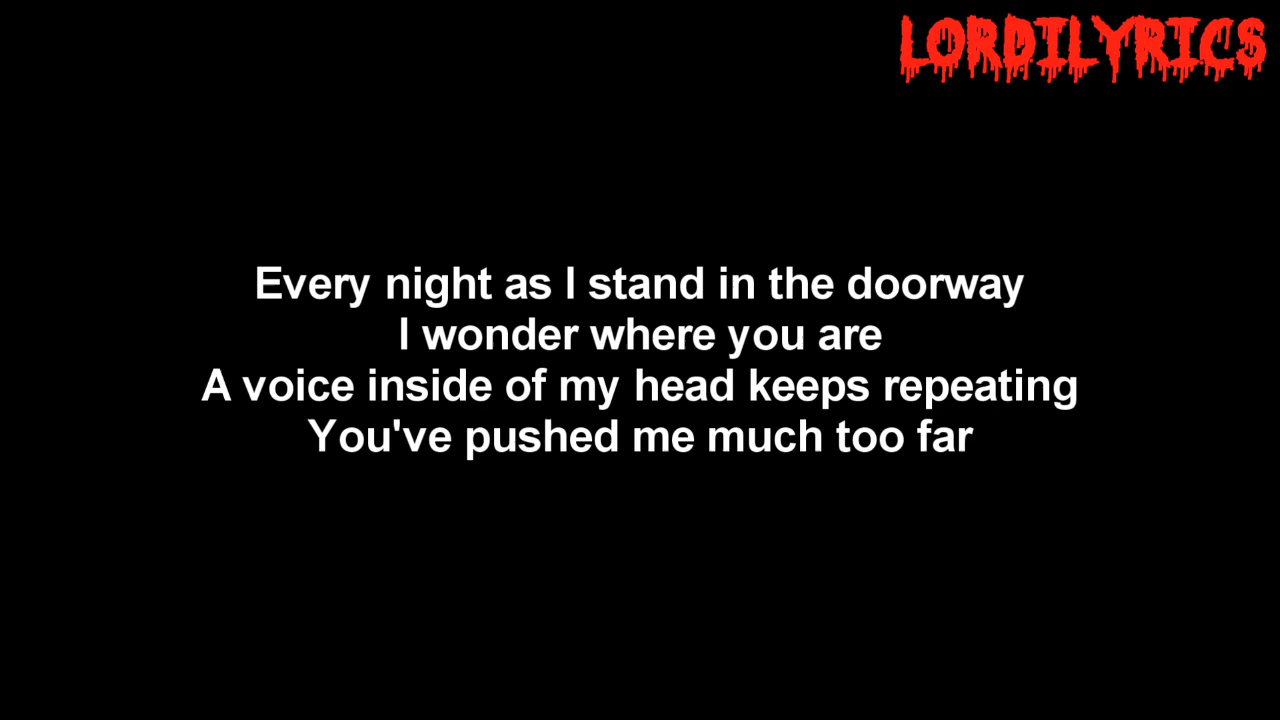 LORDILYRICS
Every night as I stand in the doorway
I wonder where you are
A voice inside of my head keeps repeating
You've pushed me much too far